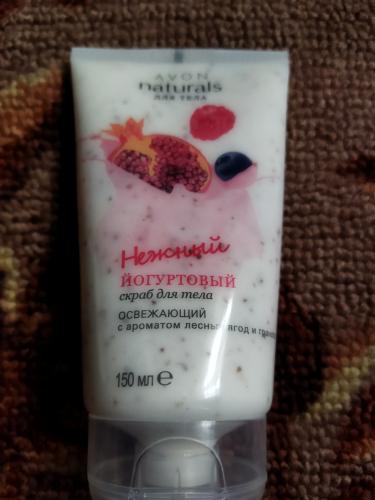 AVON
naturals
ДЛЯ ТЕЛА
Нежный
ЙОГУРТОВЫЙ
скраб для тела
ОСВЕЖАЮЩИЙ
с ароматом лесных ягод и
150 мл e